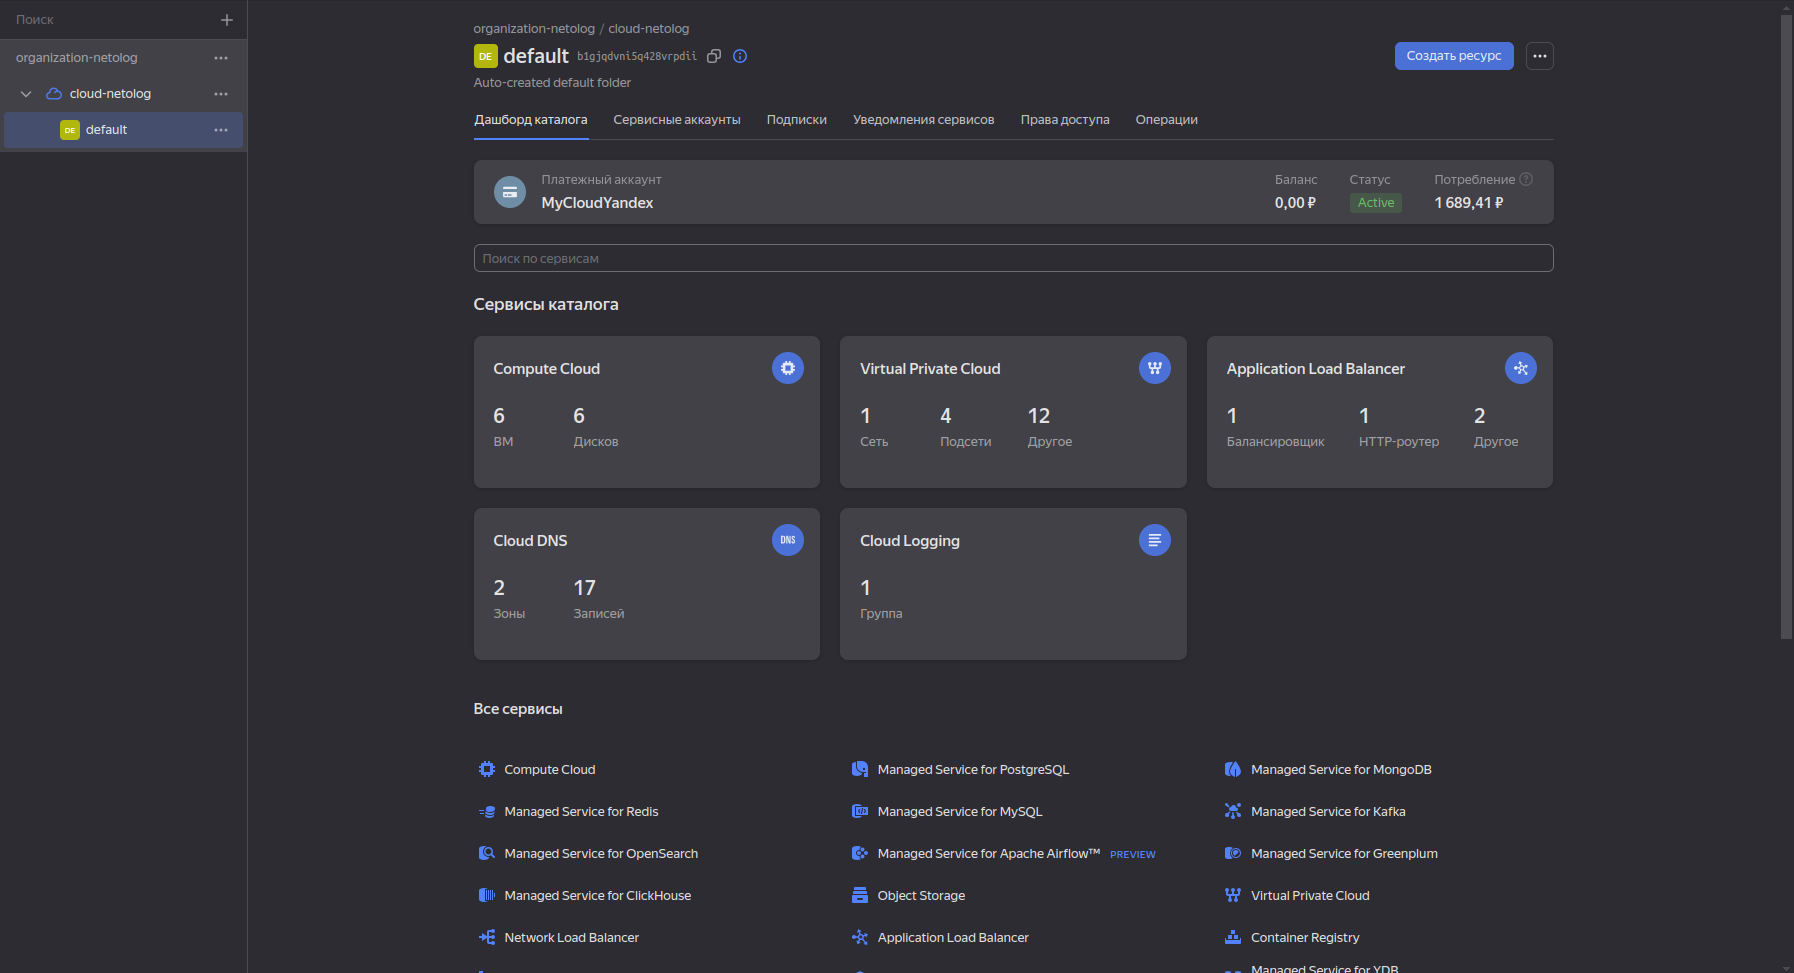 Поиск
organization-netolog
cloud-netolog
DE default
organization-netolog / cloud-netolog
DE default b1gjqdvni5q428vrpdii
Создать ресурс
Auto-created default folder
Дашборд каталога Сервисные аккаунты Подписки Уведомления сервисов Права доступа Операции
Платежный аккаунт Баланс Статус Потребление ?
MyCloudYandex 0,00 ₽ Active 1 689,41 ₽
Поиск по сервисам
Сервисы каталога
Compute Cloud
6 6
ВМ Дисков
Virtual Private Cloud
1 4 12
Сеть Подсети Другое
Application Load Balancer
1 1 2
Балансировщик HTTP-роутер Другое
Cloud DNS DNS
2 17
Зоны Записей
Cloud Logging
1
Группа
Все сервисы
Compute Cloud Managed Service for PostgreSQL Managed Service for MongoDB
Managed Service for Redis Managed Service for MySQL Managed Service for Kafka
Managed Service for OpenSearch Managed Service for Apache Airflow™ PREVIEW Managed Service for Greenplum
Managed Service for ClickHouse Object Storage Virtual Private Cloud
Network Load Balancer Application Load Balancer Container Registry
Managed Service for YDB